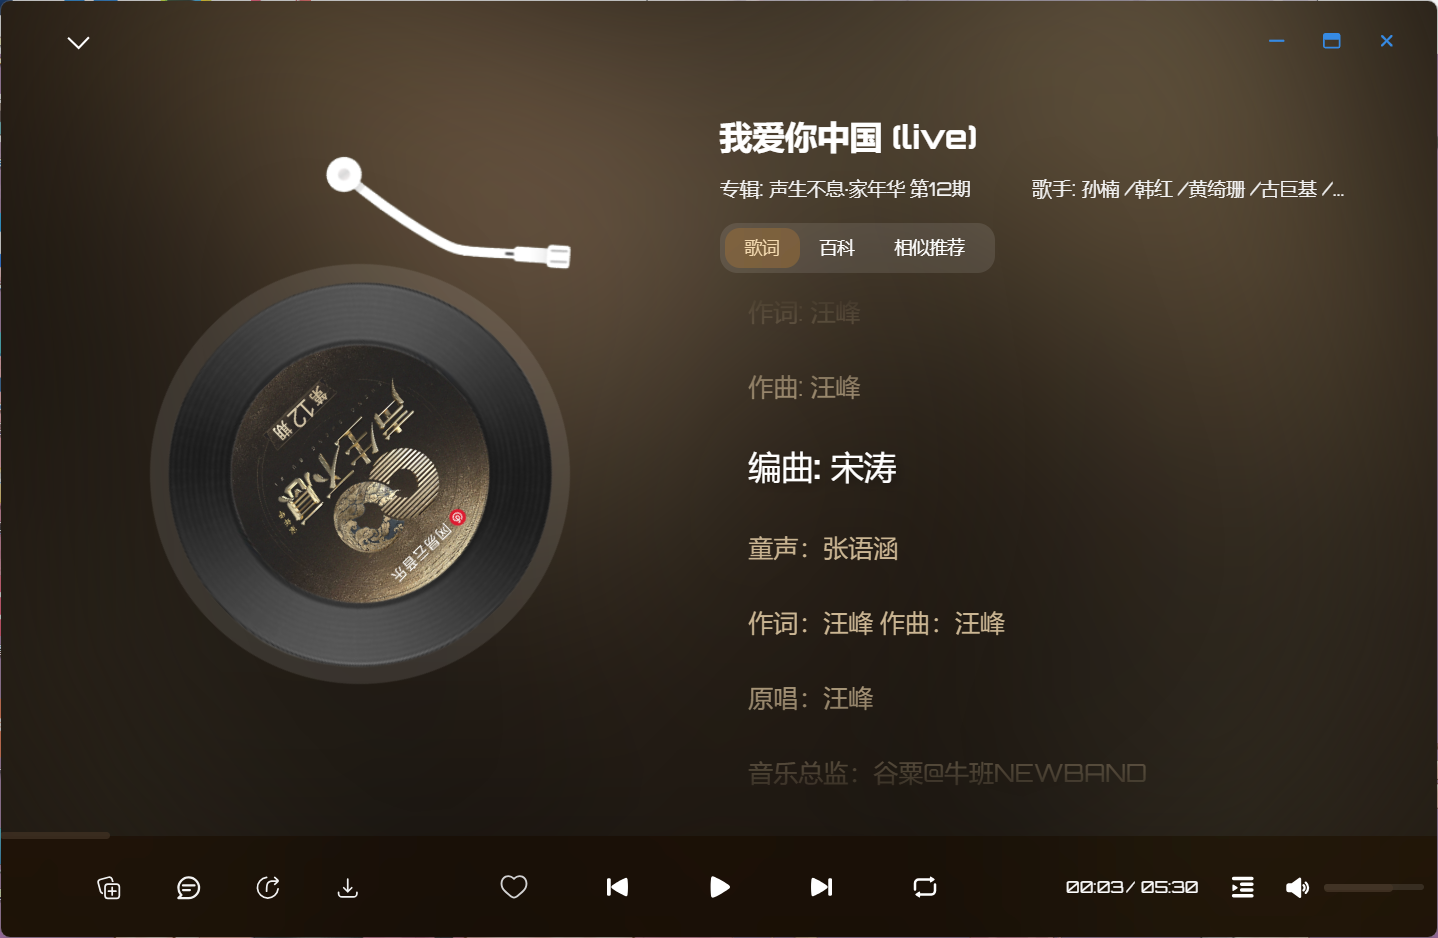 我爱你中国 (live)
专辑: 声生不息·家年华 第12期
歌手: 孙楠 /韩红 /黄绮珊 /古巨基 /...
歌词 百科 相似推荐
作词: 汪峰
作曲: 汪峰
编曲: 宋涛
童声：张语涵
作词：汪峰 作曲：汪峰
原唱：汪峰
音乐总监：谷粟@牛班NEWBAND
第12期
声生不息
网易云音乐
00:03 / 05:30